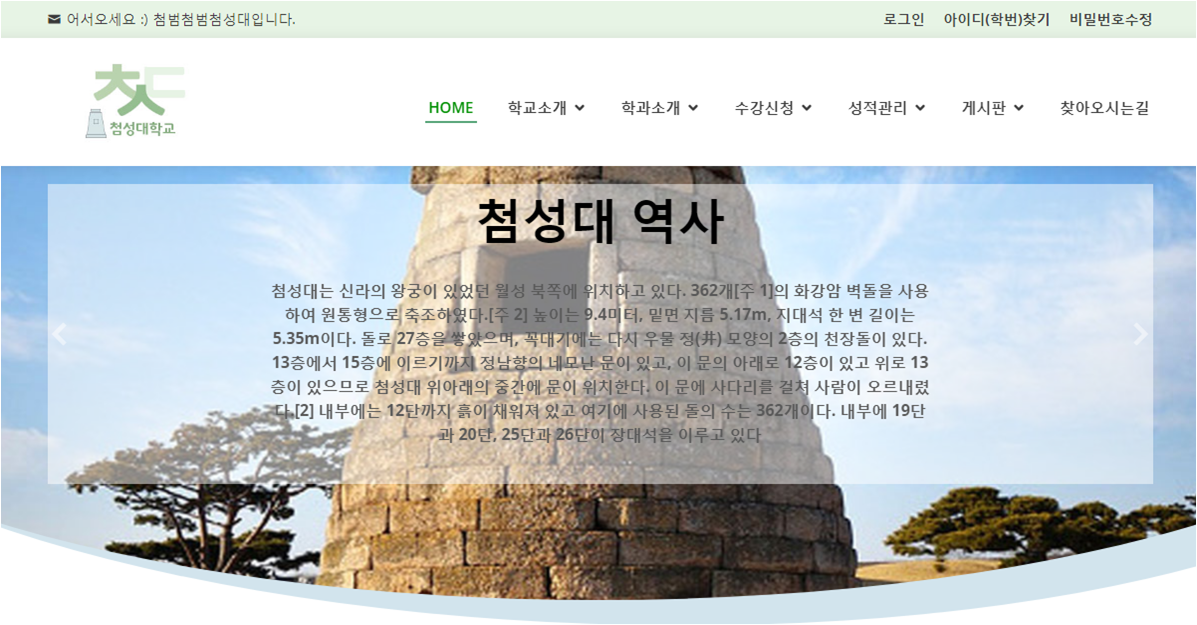 어서오세요 :) 첨범첨범첨성대입니다.
로그인 아이디(학번)찾기 비밀번호수정
첫ㄷ
첨성대학교
HOME 학교소개 학과소개 수강신청 성적관리 게시판 찾아오시는길
첨성대 역사
첨성대는 신라의 왕궁이 있었던 월성 북쪽에 위치하고 있다. 362개[주 1]의 화강암 벽돌을 사용
하여 원통형으로 축조하였다.[주 2] 높이는 9.4미터, 밑면 지름 5.17m, 지대석 한 변 길이는
5.35m이다. 돌로 27층을 쌓았으며, 꼭대기에는 다시 우물 정(井) 모양의 2층의 천장돌이 있다.
13층에서 15층에 이르기까지 정남향의 네모난 문이 있고, 이 문의 아래로 12층이 있고 위로 13
층이 있으므로 첨성대 위아래의 중간에 문이 위치한다. 이 문에 사다리를 걸쳐 사람이 오르내렸
다.[2] 내부에는 12단까지 흙이 채워져 있고 여기에 사용된 돌의 수는 362개이다. 내부에 19단
과 20단, 25단과 26단이 장대석을 이루고 있다